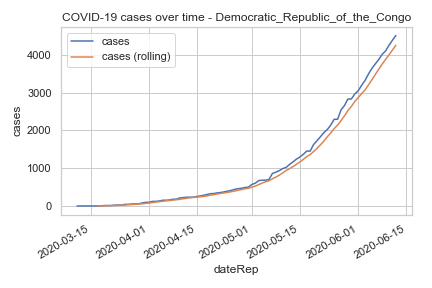 COVID-19 cases over time - Democratic_Republic_of_the_Congo
cases
cases (rolling)
4000
3000
2000
1000
0
cases
2020-03-15
2020-04-01
2020-04-15
2020-05-01
2020-05-15
2020-06-01
2020-06-15
dateRep